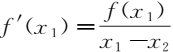 f′(x₁) = f(x₁) / (x₁ − x₂)